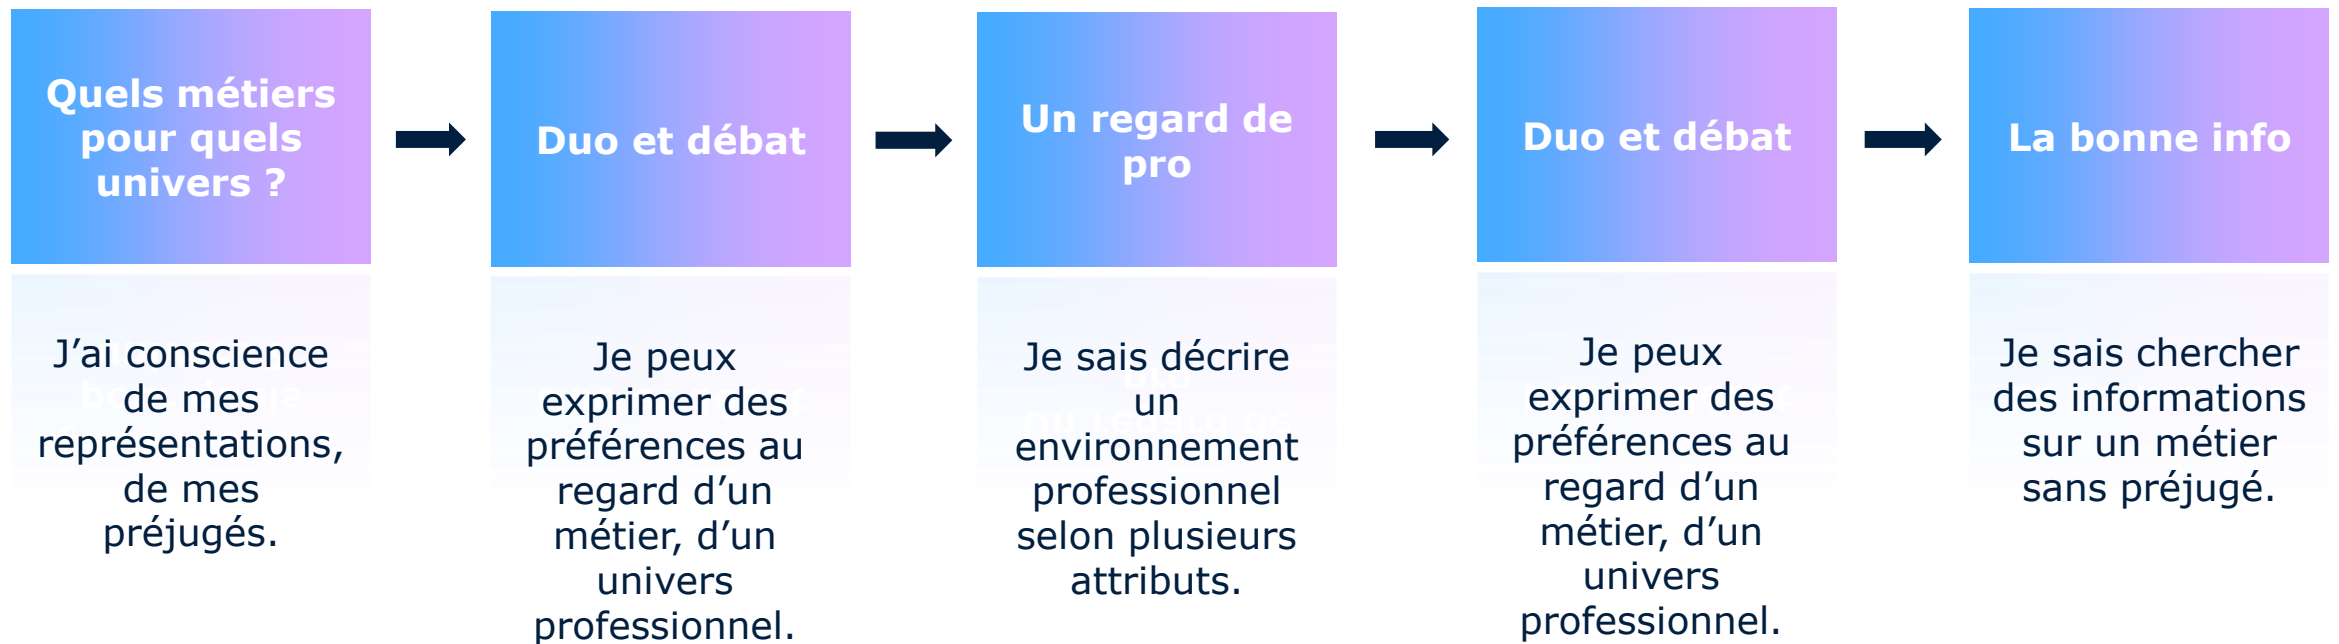 Quels métiers
pour quels
univers ?
J’ai conscience
de mes
représentations,
de mes
préjugés.
Duo et débat
Je peux
exprimer des
préférences au
regard d’un
métier, d’un
univers
professionnel.
Un regard de
pro
Je sais décrire
un
environnement
professionnel
selon plusieurs
attributs.
Duo et débat
Je peux
exprimer des
préférences au
regard d’un
métier, d’un
univers
professionnel.
La bonne info
Je sais chercher
des informations
sur un métier
sans préjugé.